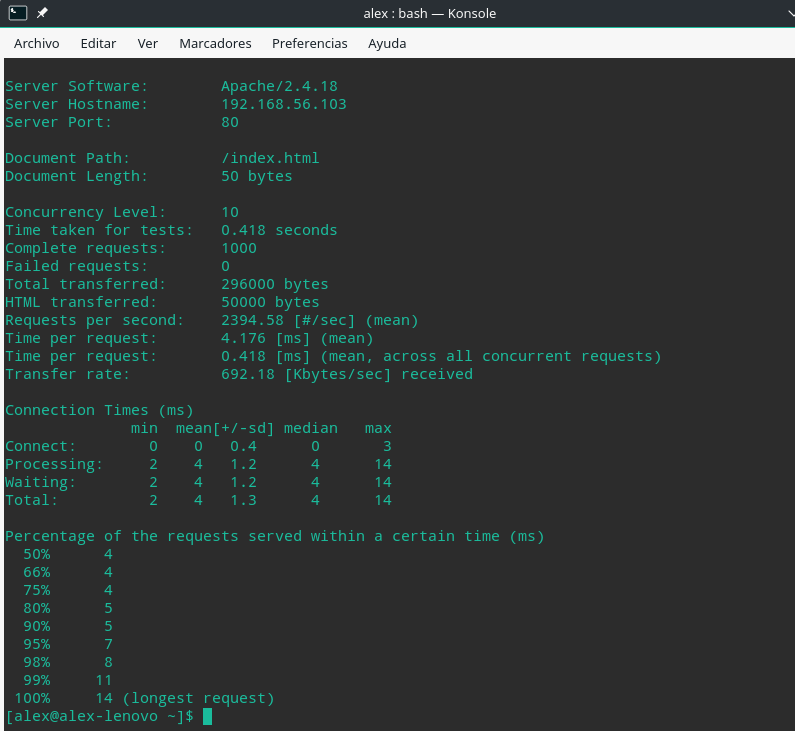 alex : bash — Konsole
Archivo Editar Ver Marcadores Preferencias Ayuda
Server Software:        Apache/2.4.18
Server Hostname:        192.168.56.103
Server Port:            80

Document Path:          /index.html
Document Length:        50 bytes

Concurrency Level:      10
Time taken for tests:   0.418 seconds
Complete requests:      1000
Failed requests:        0
Total transferred:      296000 bytes
HTML transferred:       50000 bytes
Requests per second:    2394.58 [#/sec] (mean)
Time per request:       4.176 [ms] (mean)
Time per request:       0.418 [ms] (mean, across all concurrent requests)
Transfer rate:          692.18 [Kbytes/sec] received

Connection Times (ms)
              min  mean[+/-sd] median   max
Connect:        0    0   0.4      0       3
Processing:     2    4   1.2      4      14
Waiting:        2    4   1.2      4      14
Total:          2    4   1.3      4      14

Percentage of the requests served within a certain time (ms)
  50%      4
  66%      4
  75%      4
  80%      5
  90%      5
  95%      7
  98%      8
  99%     11
 100%     14 (longest request)
[alex@alex-lenovo ~]$